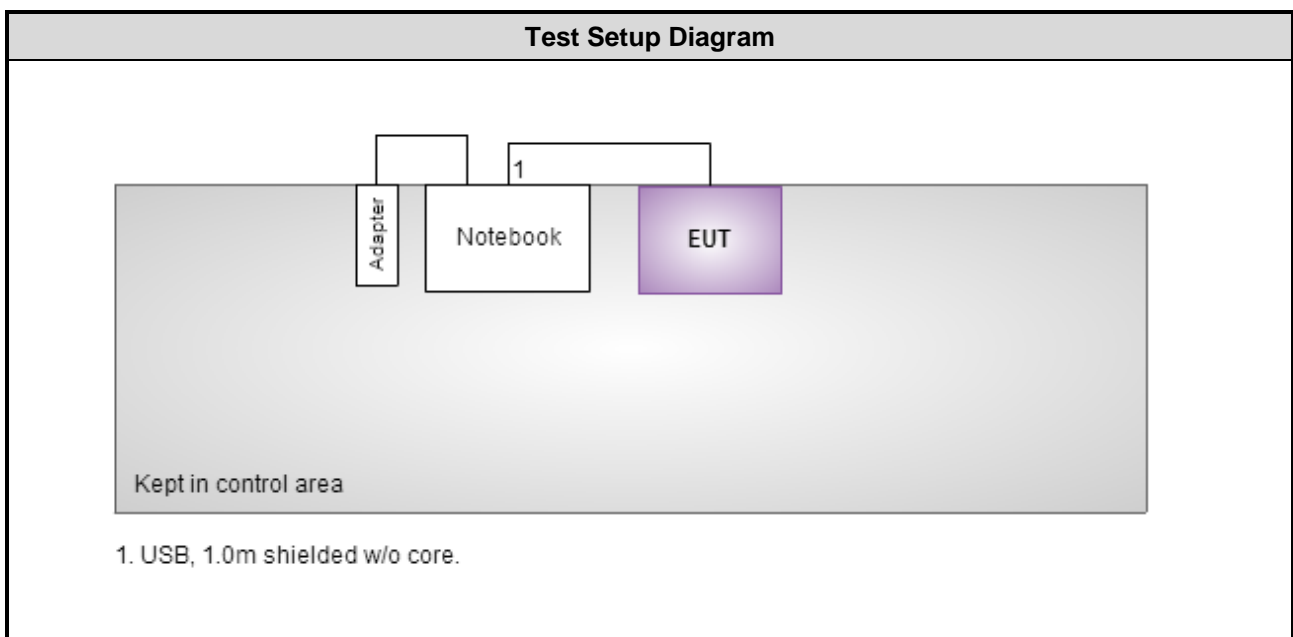 Test Setup Diagram
1
Adapter
Notebook
EUT
Kept in control area
1. USB, 1.0m shielded w/o core.